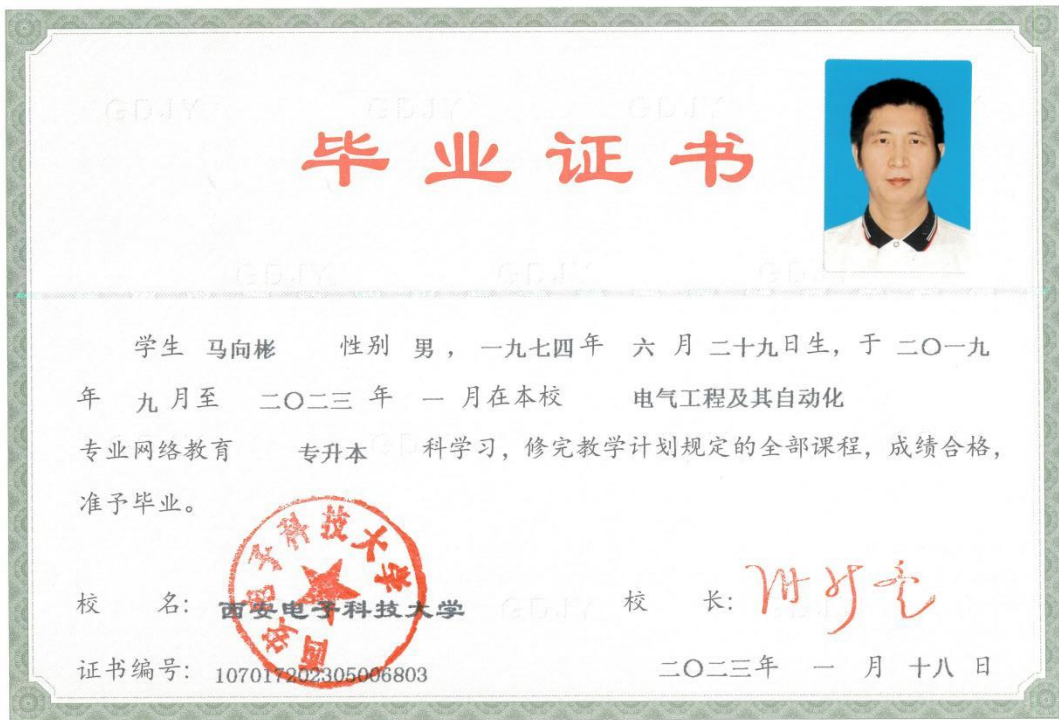 GDJY GDJY GDJY
毕业证书
GDJY GDJY GDJY
学生 马向彬 性别 男，一九七四年 六 月 二十九日生，于 二〇一九
年 九 月至 二〇二三 年 一 月在本校 电气工程及其自动化
专业网络教育 专升本 科学习，修完教学计划规定的全部课程，成绩合格，
准予毕业。
西安电子科技大学
校 名：西安电子科技大学 GDJY 校 长：
证书编号：107017202305006803 二〇二三年 一 月 十八 日